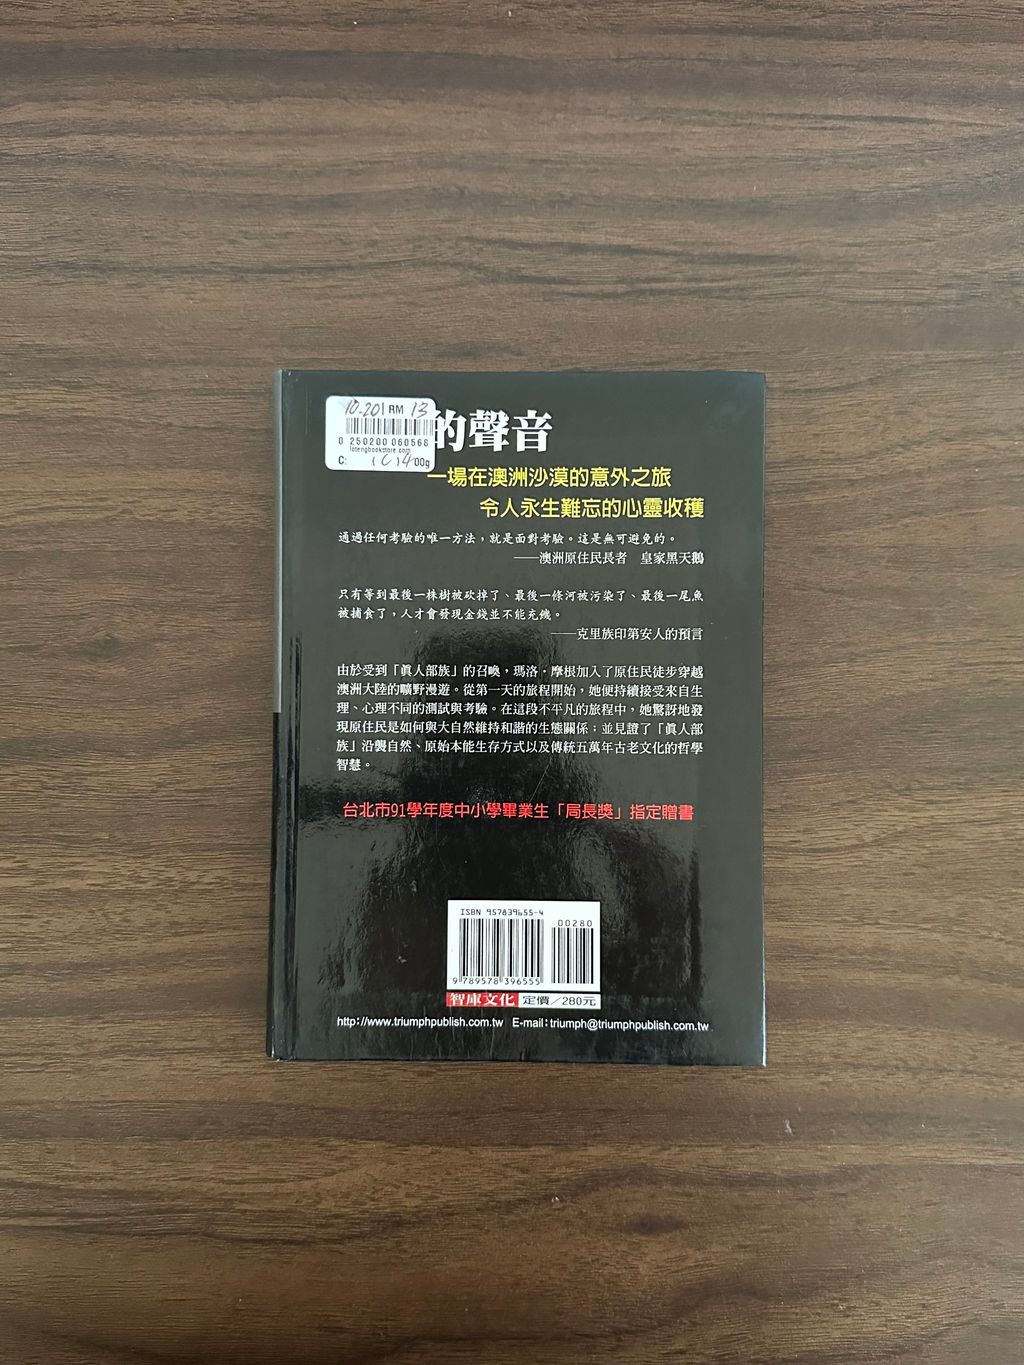 10.20 RM 13
0 250200 060568
lotengbookstore.com
C: 00g
的聲音
一場在澳洲沙漠的意外之旅
令人永生難忘的心靈收穫
通過任何考驗的唯一方法，就是面對考驗。這是無可避免的。
——澳洲原住民長者 皇家黑天鵝
只有等到最後一株樹被砍掉了、最後一條河被污染了、最後一尾魚
被捕食了，人才會發現金錢並不能充饑。
——克里族印第安人的預言
由於受到「真人部族」的召喚，瑪洛·摩根加入了原住民徒步穿越
澳洲大陸的曠野漫遊。從第一天的旅程開始，她便持續接受來自生
理、心理不同的測試與考驗。在這段不平凡的旅程中，她驚訝地發
現原住民是如何與大自然維持和諧的生態關係；並見證了「真人部
族」沿襲自然、原始本能生存方式以及傳統五萬年古老文化的哲學
智慧。
台北市91學年度中小學畢業生「局長獎」指定贈書
ISBN 957839655-4
00280
9 789578 396555
智庫文化 定價／280元
http://www.triumphpublish.com.tw E-mail：triumph@triumphpublish.com.tw